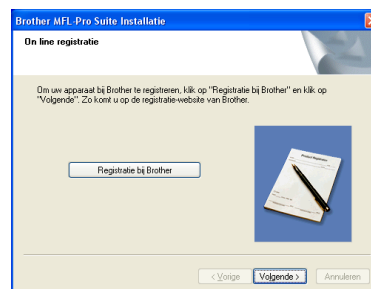 Brother MFL-Pro Suite Installatie
On line registratie
Om uw apparaat bij Brother te registreren, klik op "Registratie bij Brother" en klik op
"Volgende". Zo komt u op de registratie-website van Brother.
Registratie bij Brother
Product Registration
< Vorige Volgende > Annuleren